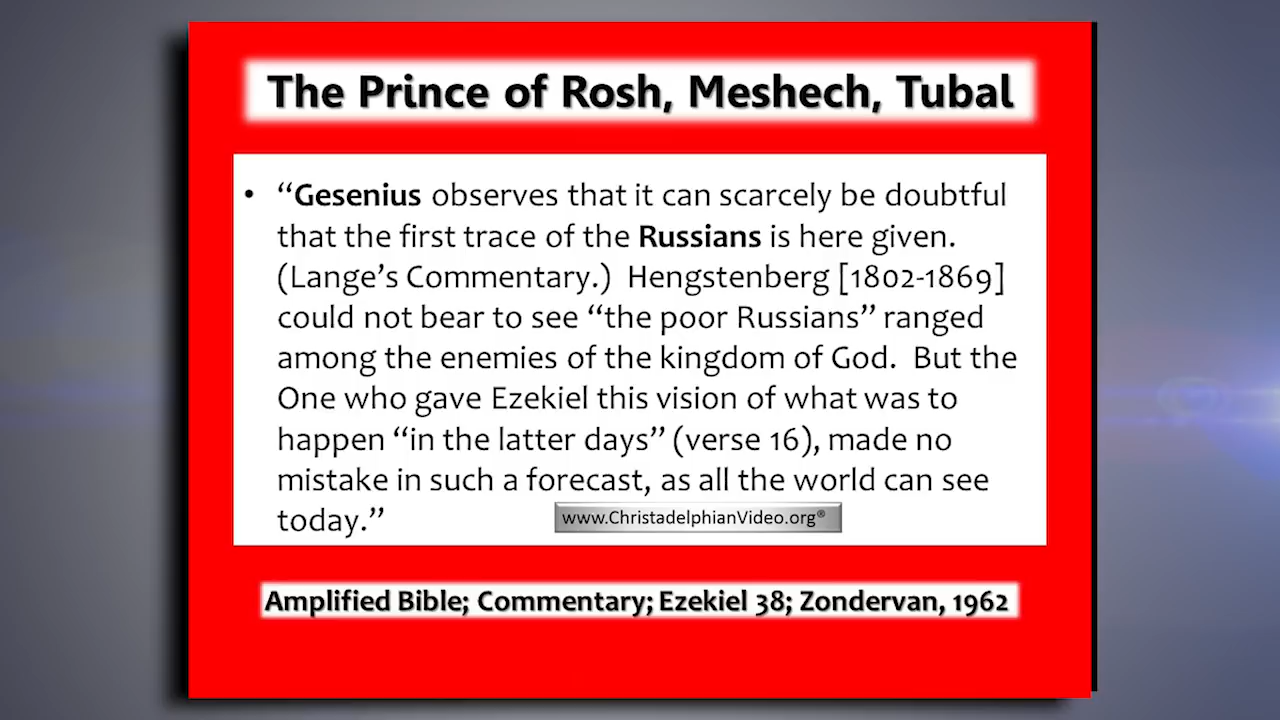 The Prince of Rosh, Meshech, Tubal
• “Gesenius observes that it can scarcely be doubtful
that the first trace of the Russians is here given.
(Lange’s Commentary.) Hengstenberg [1802-1869]
could not bear to see “the poor Russians” ranged
among the enemies of the kingdom of God. But the
One who gave Ezekiel this vision of what was to
happen “in the latter days” (verse 16), made no
mistake in such a forecast, as all the world can see
today.”
www.ChristadelphianVideo.org®
Amplified Bible; Commentary; Ezekiel 38; Zondervan, 1962